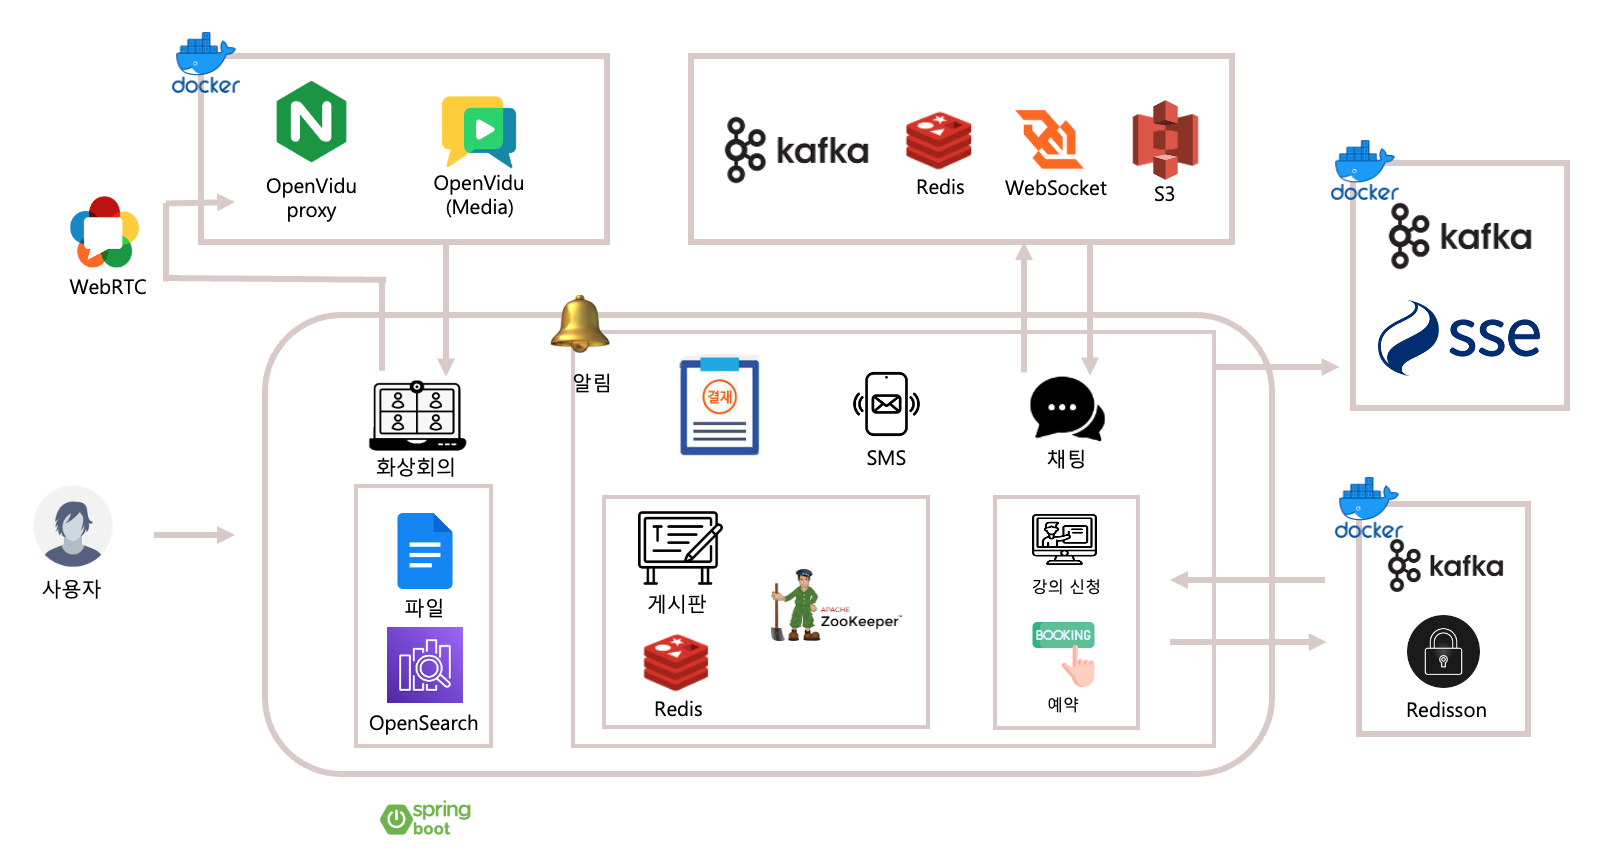 docker
OpenVidu
proxy
OpenVidu
(Media)
kafka
Redis
WebSocket
S3
docker
kafka
sse
WebRTC
알림
결재
SMS
채팅
화상회의
사용자
파일
OpenSearch
T
게시판
Redis
APACHE
ZooKeeper™
강의 신청
BOOKING
예약
docker
kafka
Redisson
spring
boot